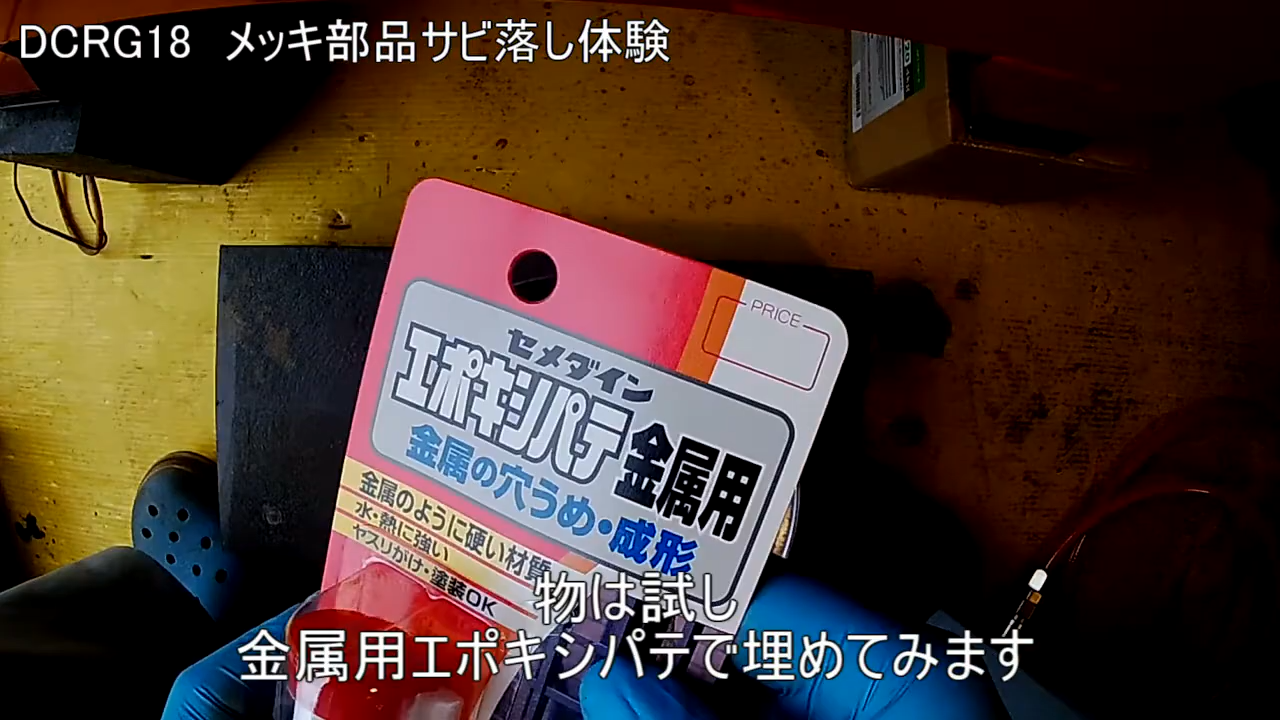 DCRG18 メッキ部品サビ落し体験
PRICE
セメダイン
エポキシパテ 金属用
金属の穴うめ・成形
金属のように硬い材質
水・熱に強い
ヤスリがけ・塗装OK
物は試し
金属用エポキシパテで埋めてみます